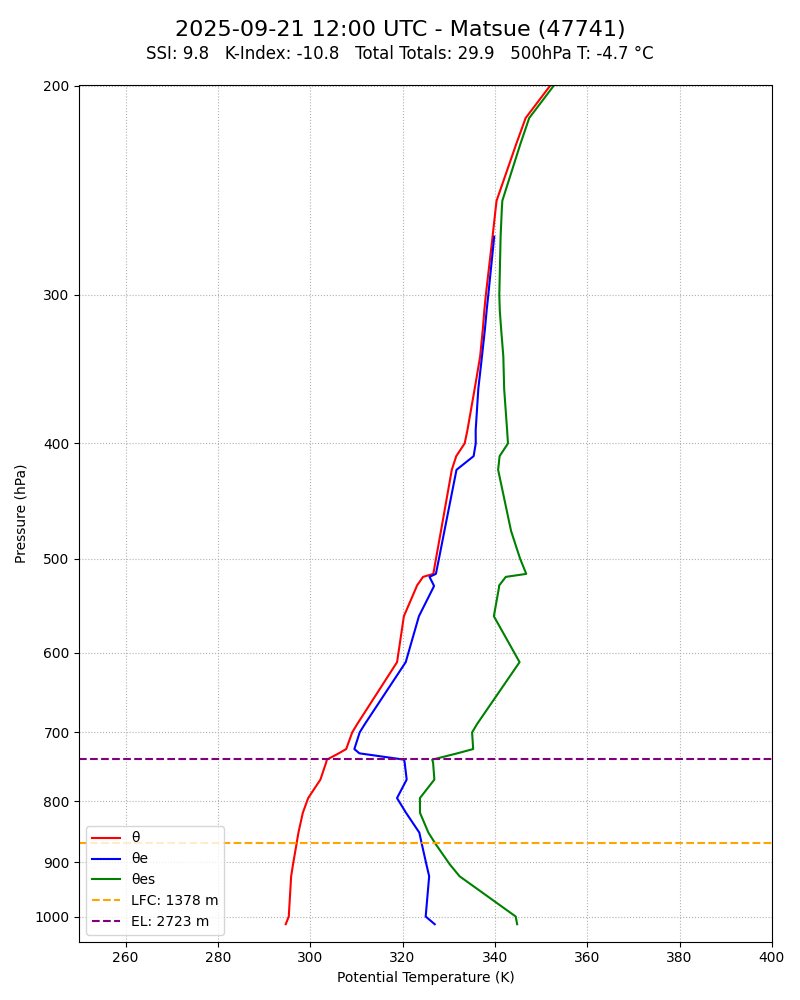 2025-09-21 12:00 UTC - Matsue (47741)
SSI: 9.8 K-Index: -10.8 Total Totals: 29.9 500hPa T: -4.7 °C
200
300
400
500
600
700
800
900
1000
Pressure (hPa)
θ
θe
θes
LFC: 1378 m
EL: 2723 m
260 280 300 320 340 360 380 400
Potential Temperature (K)